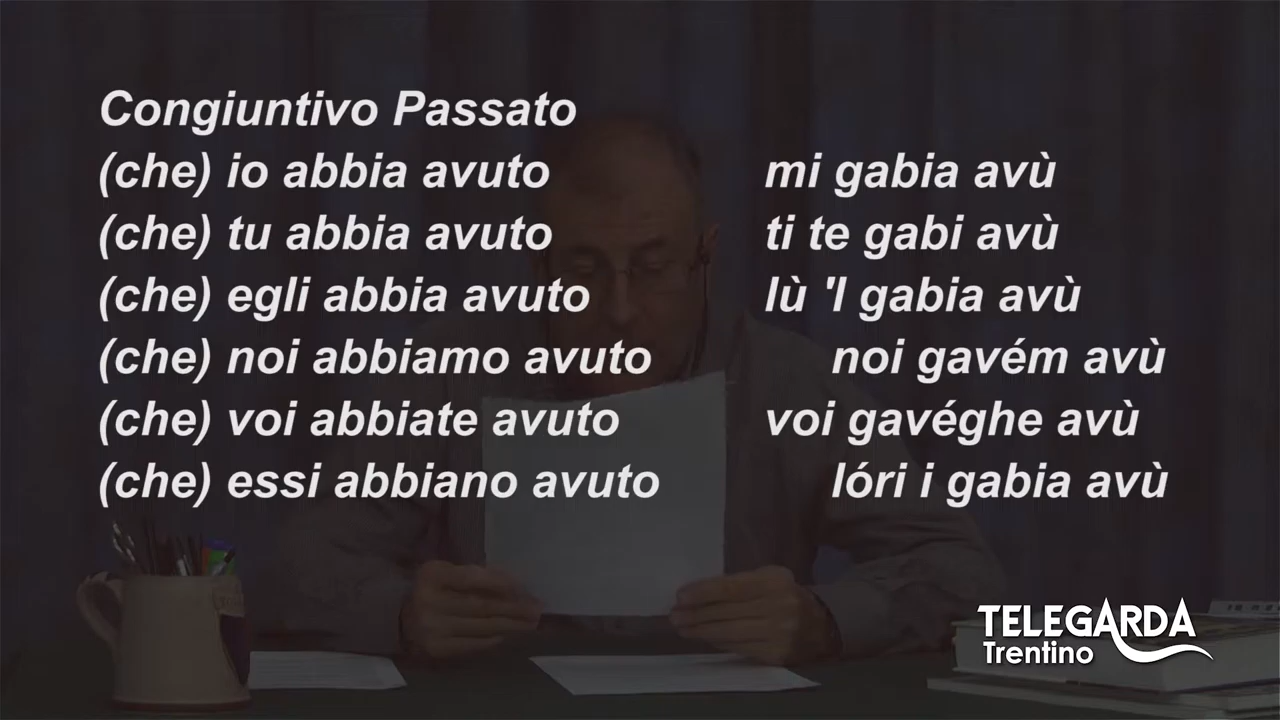 Congiuntivo Passato
(che) io abbia avuto mi gabia avù
(che) tu abbia avuto ti te gabi avù
(che) egli abbia avuto lù 'l gabia avù
(che) noi abbiamo avuto noi gavém avù
(che) voi abbiate avuto voi gavéghe avù
(che) essi abbiano avuto lóri i gabia avù
TELEGARDA
Trentino